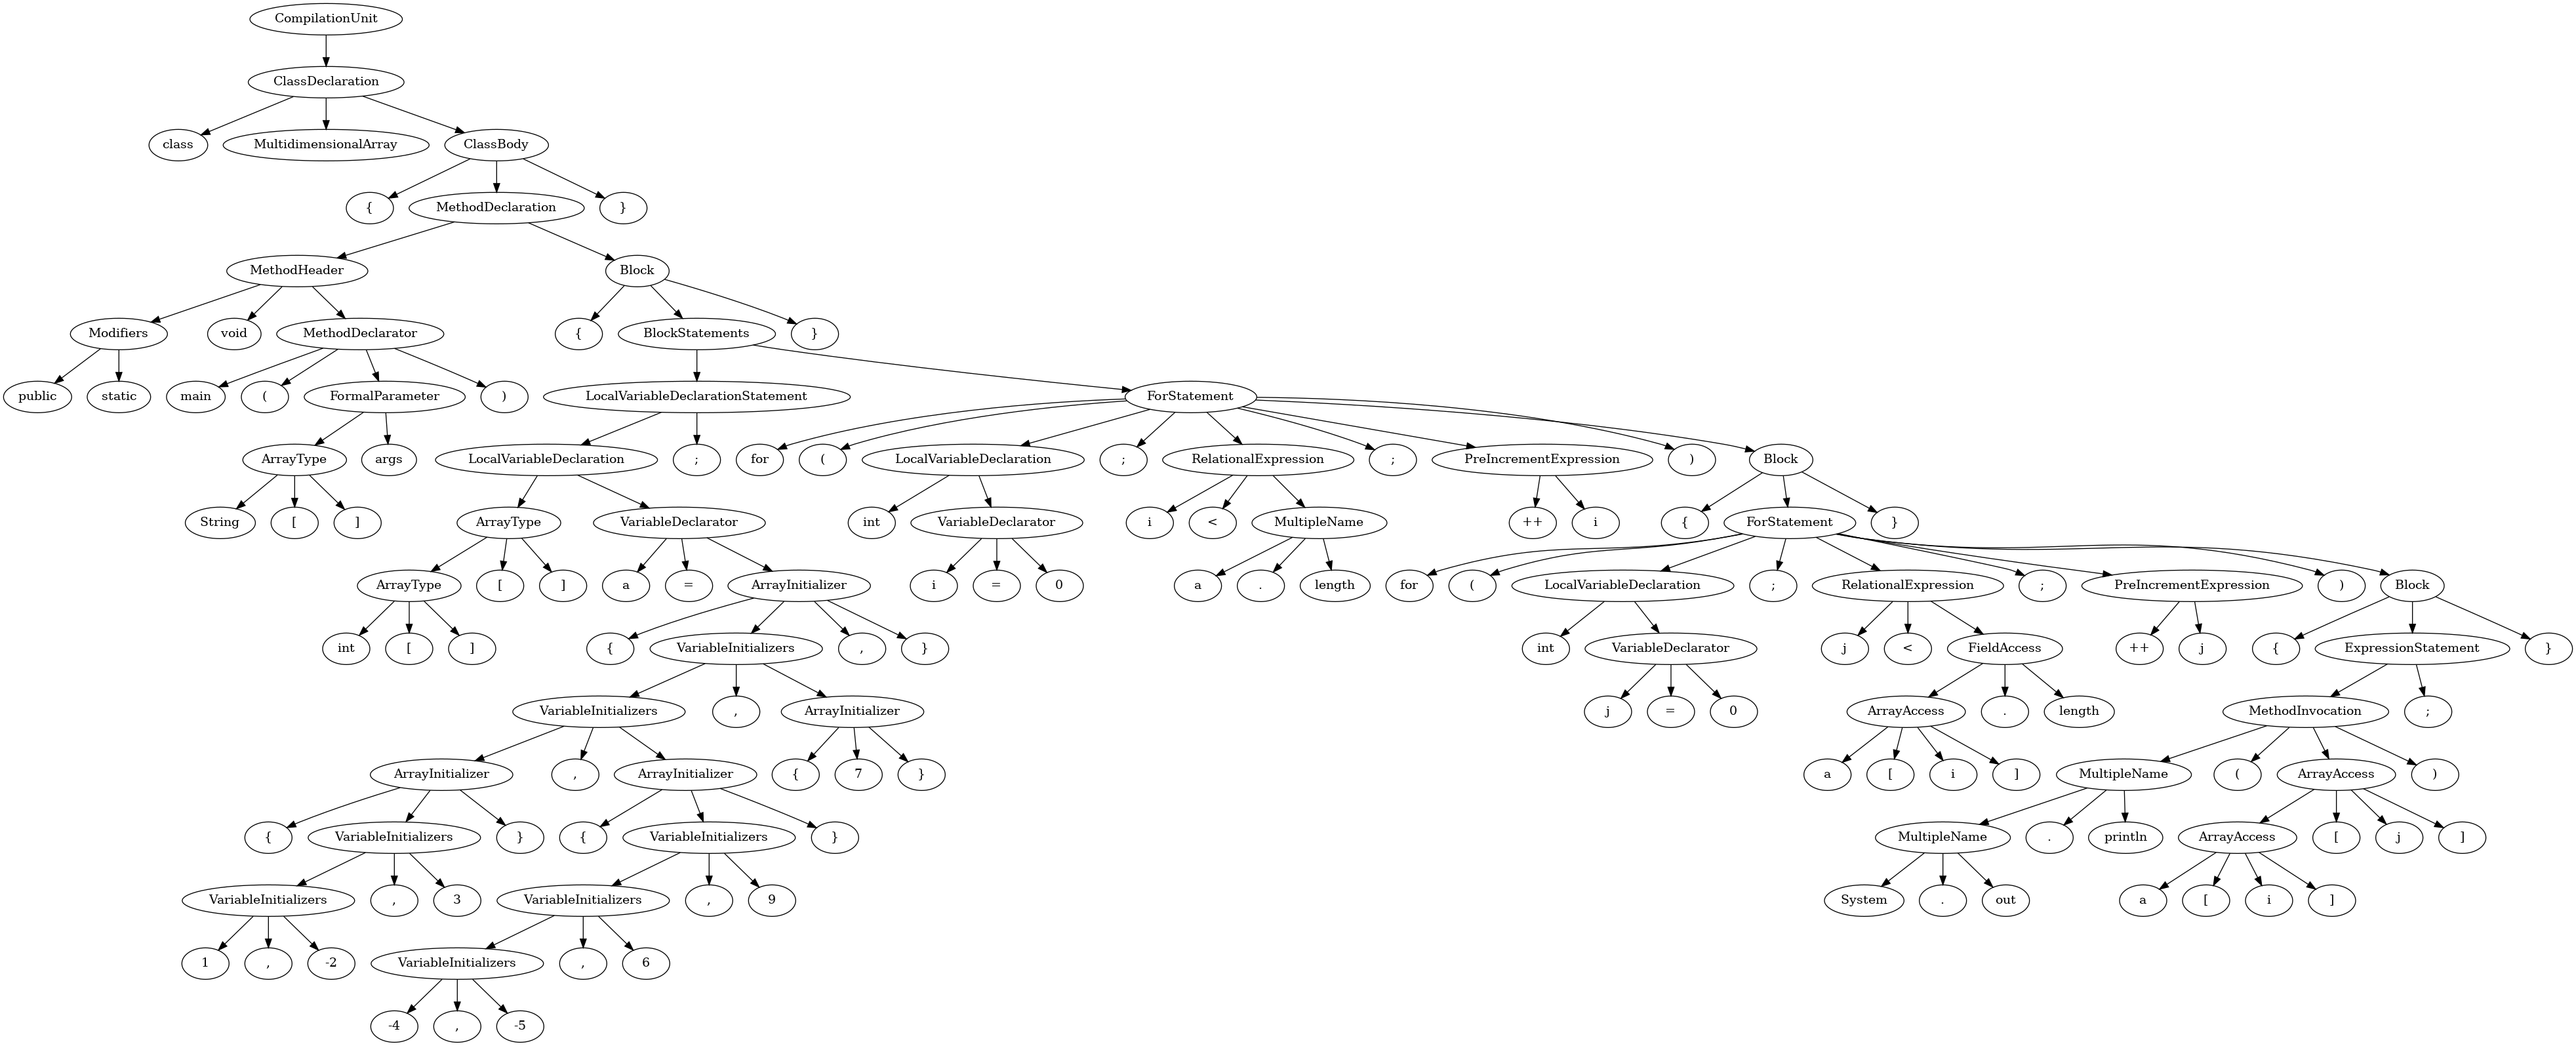 CompilationUnit
ClassDeclaration
class MultidimensionalArray ClassBody
{ MethodDeclaration }
MethodHeader Block
Modifiers void MethodDeclarator { BlockStatements }
public static main ( FormalParameter ) LocalVariableDeclarationStatement ForStatement
ArrayType args LocalVariableDeclaration ; for ( LocalVariableDeclaration ; RelationalExpression ; PreIncrementExpression ) Block
String [ ] ArrayType VariableDeclarator int VariableDeclarator i < MultipleName ++ i { ForStatement }
ArrayType [ ] a = ArrayInitializer i = 0 a . length for ( LocalVariableDeclaration ; RelationalExpression ; PreIncrementExpression ) Block
int [ ] { VariableInitializers , } int VariableDeclarator j < FieldAccess ++ j { ExpressionStatement }
VariableInitializers , ArrayInitializer j = 0 ArrayAccess . length MethodInvocation ;
ArrayInitializer , ArrayInitializer { 7 } a [ i ] MultipleName ( ArrayAccess )
{ VariableInitializers } { VariableInitializers } MultipleName . println ArrayAccess [ j ]
VariableInitializers , 3 VariableInitializers , 9 System . out a [ i ]
1 , -2 VariableInitializers , 6
-4 , -5